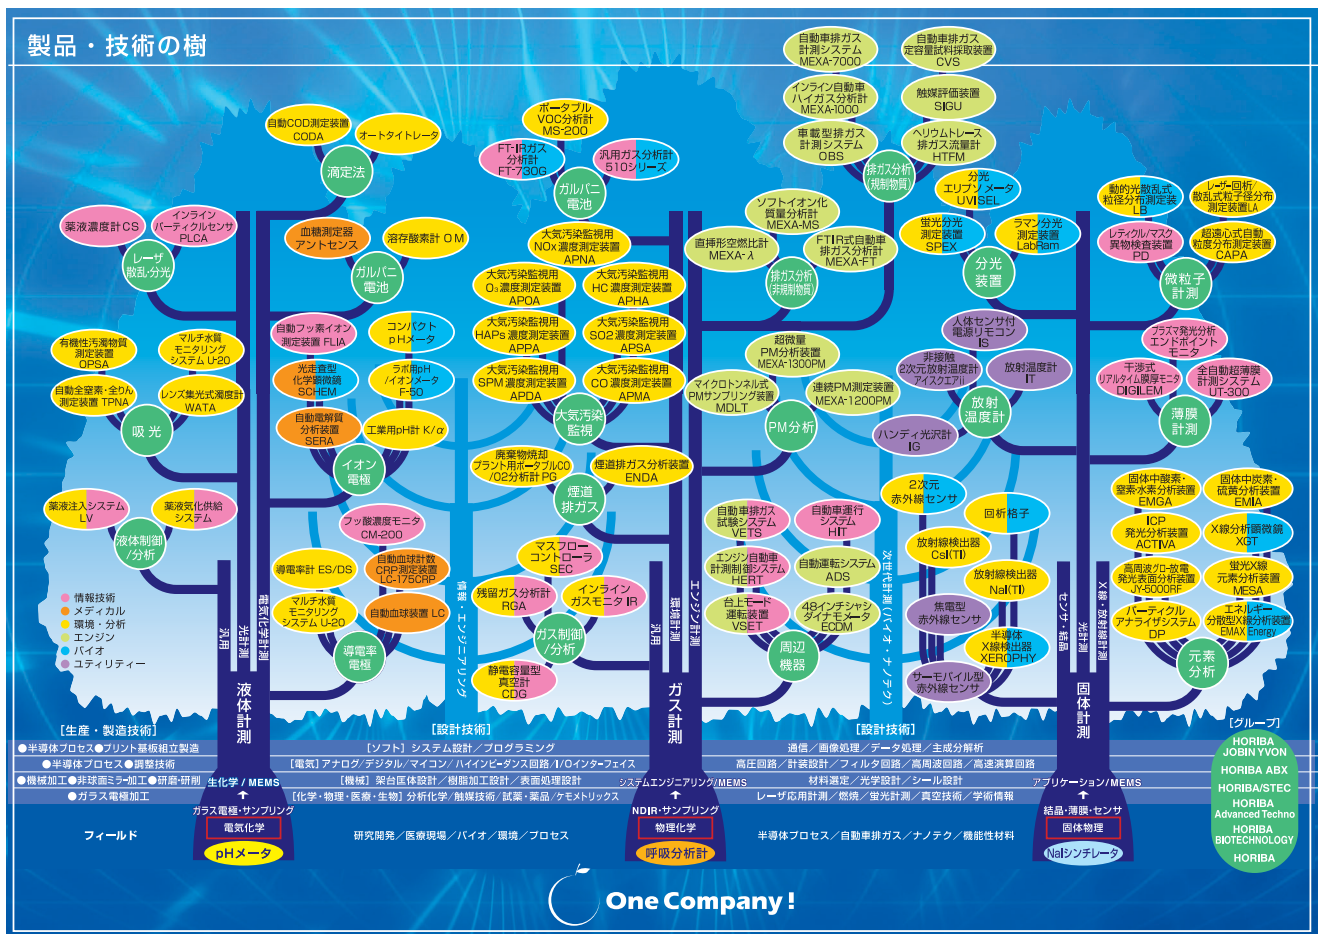 製品・技術の樹
自動COD測定装置
CODA
オートタイトレータ
滴定法
薬液濃度計CS
インライン
パーティクルセンサ
PLCA
レーザ
散乱・分光
血糖測定器
アントセンス
溶存酸素計 OM
ガルバニ
電池
有機性汚濁物質
測定装置
OPSA
マルチ水質
モニタリング
システム U-20
自動全窒素・全りん
測定装置 TPNA
レンズ集光式濁度計
WATA
吸 光
自動フッ素イオン
測定装置 FLIA
コンパクト
pHメータ
光走査型
化学顕微鏡
SCHEM
ラボ用pH
/イオンメータ
F-50
自動電解質
分析装置
SERA
工業用pH計 K/α
イオン
電極
薬液注入システム
LV
薬液気化供給
システム
液体制御
/分析
フッ酸濃度モニタ
CM-200
導電率計 ES/DS
自動血球計数
CRP測定装置
LC-175CRP
マルチ水質
モニタリング
システム U-20
自動血球装置 LC
導電率
電極
情報技術
メディカル
環境・分析
エンジン
バイオ
ユティリティー
汎用
光計測
電気化学計測
液体計測
ポータブル
VOC分析計
MS-200
FT-IRガス
分析計
FT-730G
汎用ガス分析計
510シリーズ
ガルバニ
電池
大気汚染監視用
NOx濃度測定装置
APNA
大気汚染監視用
O₃濃度測定装置
APOA
大気汚染監視用
HC濃度測定装置
APHA
大気汚染監視用
HAPs濃度測定装置
APPA
大気汚染監視用
SO2濃度測定装置
APSA
大気汚染監視用
SPM濃度測定装置
APDA
大気汚染監視用
CO濃度測定装置
APMA
大気汚染
監視
廃棄物焼却
プラント用ポータブルCO
/O2分析計 PG
煙道排ガス分析装置
ENDA
煙道
排ガス
マスフロー
コントローラ
SEC
残留ガス分析計
RGA
インライン
ガスモニタ IR
ガス制御
/分析
静電容量型
真空計
CDG
情報・エンジニアリング
汎用
環境計測
エンジン計測
ガス計測
自動車排ガス
計測システム
MEXA-7000
自動車排ガス
定容量試料採取装置
CVS
インライン自動車
ハイガス分析計
MEXA-1000
触媒評価装置
SIGU
車載型排ガス
計測システム
OBS
ヘリウムトレース
排ガス流量計
HTFM
排ガス分析
(規制物質)
ソフトイオン化
質量分析計
MEXA-MS
直挿形空燃比計
MEXA-λ
FTIR式自動車
排ガス分析計
MEXA-FT
排ガス分析
(非規制物質)
超微量
PM分析装置
MEXA-1300PM
マイクロトンネル式
PMサンプリング装置
MDLT
連続PM測定装置
MEXA-1200PM
PM分析
自動車排ガス
試験システム
VETS
自動車運行
システム
HIT
エンジン自動車
計測制御システム
HERT
自動運転システム
ADS
台上モード
運転装置
VSET
48インチシャシ
ダイナモメータ
ECDM
周辺
機器
次世代計測(バイオ・ナノテク)
分光
エリプソメータ
UVISEL
蛍光分光
測定装置
SPEX
ラマン分光
測定装置
LabRam
分光
装置
動的光散乱式
粒径分布測定装
LB
レーザー回析/
散乱式粒子径分布
測定装置LA
レティクル/マスク
異物検査装置
PD
超遠心式自動
粒度分布測定装置
CAPA
微粒子
計測
人体センサ付
電源リモコン
IS
非接触
2次元放射温度計
アイスクエアii
放射温度計
IT
ハンディ光沢計
IG
放射
温度計
プラズマ発光分析
エンドポイント
モニタ
干渉式
リアルタイム膜厚モニタ
DIGILEM
全自動超薄膜
計測システム
UT-300
薄膜
計測
2次元
赤外線センサ
回析格子
放射線検出器
CsI(Tl)
放射線検出器
NaI(Tl)
焦電型
赤外線センサ
半導体
X線検出器
XEROPHY
サーモパイル型
赤外線センサ
固体中酸素・
窒素・水素分析装置
EMGA
固体中炭素・
硫黄分析装置
EMIA
ICP
発光分析装置
ACTIVA
X線分析顕微鏡
XGT
高周波グロー放電
発光表面分析装置
JY-5000RF
蛍光X線
元素分析装置
MESA
パーティクル
アナライザシステム
DP
エネルギー
分散型X線分析装置
EMAX Energy
元素
分析
センサ・結晶
光計測
X線・放射線計測
固体計測
[生産・製造技術]
[設計技術]
[設計技術]
[グループ]
●半導体プロセス●プリント基板組立製造
[ソフト] システム設計/プログラミング
通信/画像処理/データ処理/主成分解析
●半導体プロセス●調整技術
[電気] アナログ/デジタル/マイコン/ハイインピーダンス回路/I/Oインターフェイス
高圧回路/計装設計/フィルタ回路/高周波回路/高速演算回路
●機械加工●非球面ミラー加工●研磨・研削
生化学/MEMS
[機械] 架台匡体設計/樹脂加工設計/表面処理設計
システムエンジニアリング/MEMS
材料選定/光学設計/シール設計
アプリケーション/MEMS
●ガラス電極加工
[化学・物理・医療・生物] 分析化学/触媒技術/試薬・薬品/ケモメトリックス
レーザ応用計測/燃焼/蛍光計測/真空技術/学術情報
ガラス電極・サンプリング
NDIR・サンプリング
結晶・薄膜・センサ
フィールド
電気化学
研究開発/医療現場/バイオ/環境/プロセス
物理化学
半導体プロセス/自動車排ガス/ナノテク/機能性材料
固体物理
pHメータ
呼吸分析計
NaIシンチレータ
HORIBA
JOBIN YVON
HORIBA ABX
HORIBA/STEC
HORIBA
Advanced Techno
HORIBA
BIOTECHNOLOGY
HORIBA
One Company !